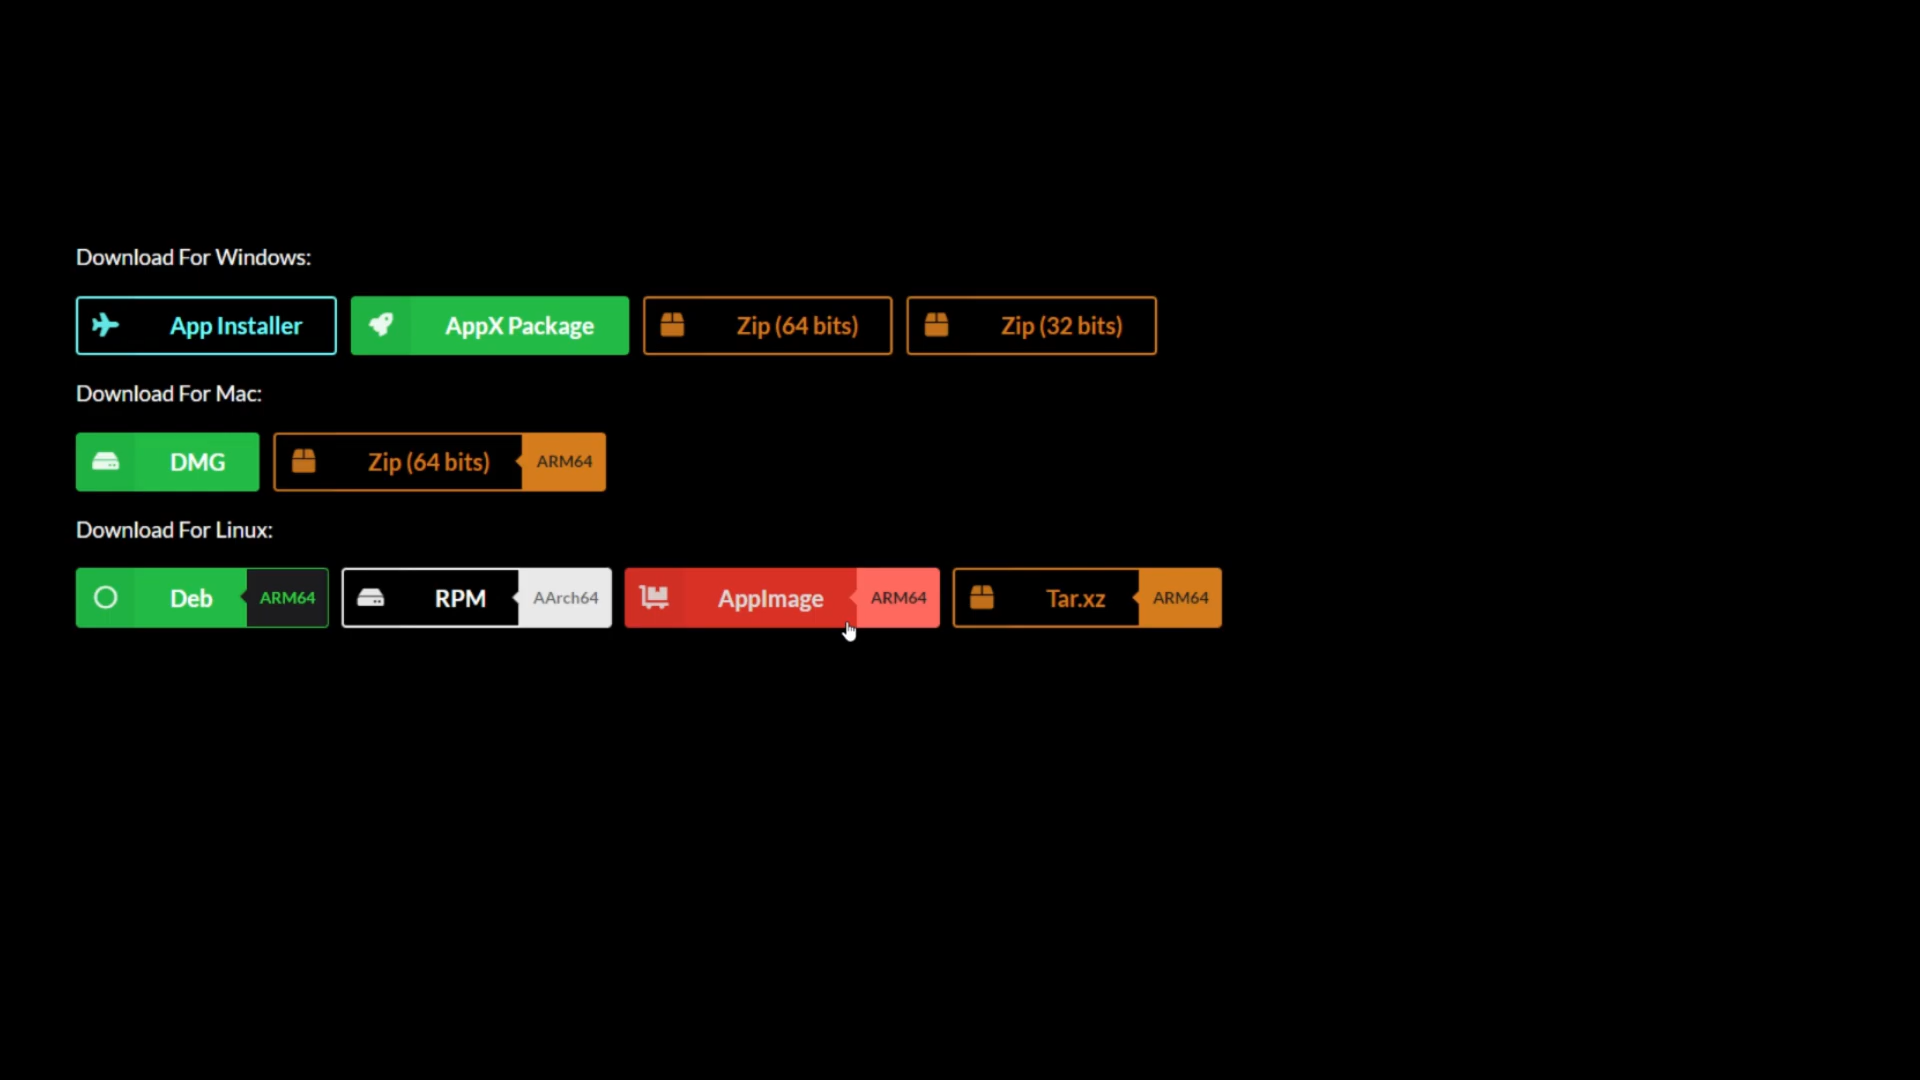 Download For Windows:
App Installer AppX Package Zip (64 bits) Zip (32 bits)
Download For Mac:
DMG Zip (64 bits) ARM64
Download For Linux:
Deb ARM64 RPM AArch64 AppImage ARM64 Tar.xz ARM64